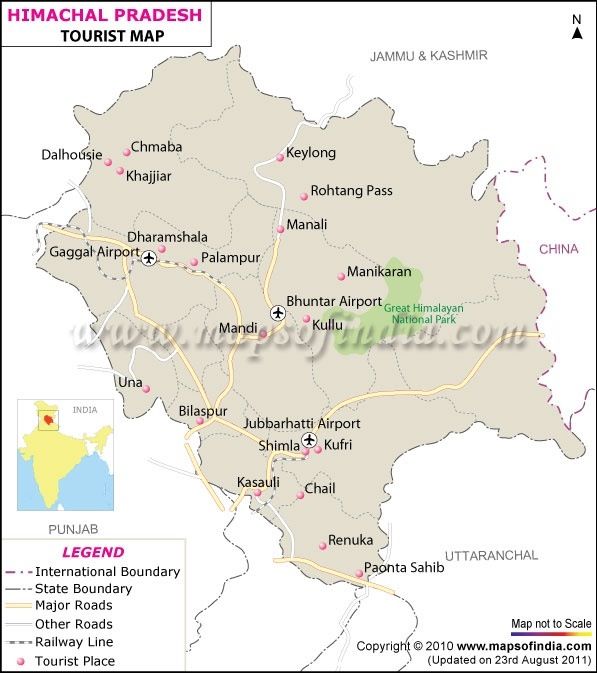 HIMACHAL PRADESH
TOURIST MAP
N
JAMMU & KASHMIR
Chmaba
Dalhousie
Khajjiar
Keylong
Rohtang Pass
Manali
CHINA
Dharamshala
Gaggal Airport
Palampur
Manikaran
Bhuntar Airport
Great Himalayan
National Park
Kullu
Mandi
www.mapsofindia.com
Una
INDIA
Bilaspur
Jubbarhatti Airport
Shimla
Kufri
Kasauli
Chail
PUNJAB
Renuka
UTTARANCHAL
Paonta Sahib
LEGEND
International Boundary
State Boundary
Major Roads
Other Roads
Railway Line
Tourist Place
Map not to Scale
Copyright © 2010 www.mapsofindia.com
(Updated on 23rd August 2011)